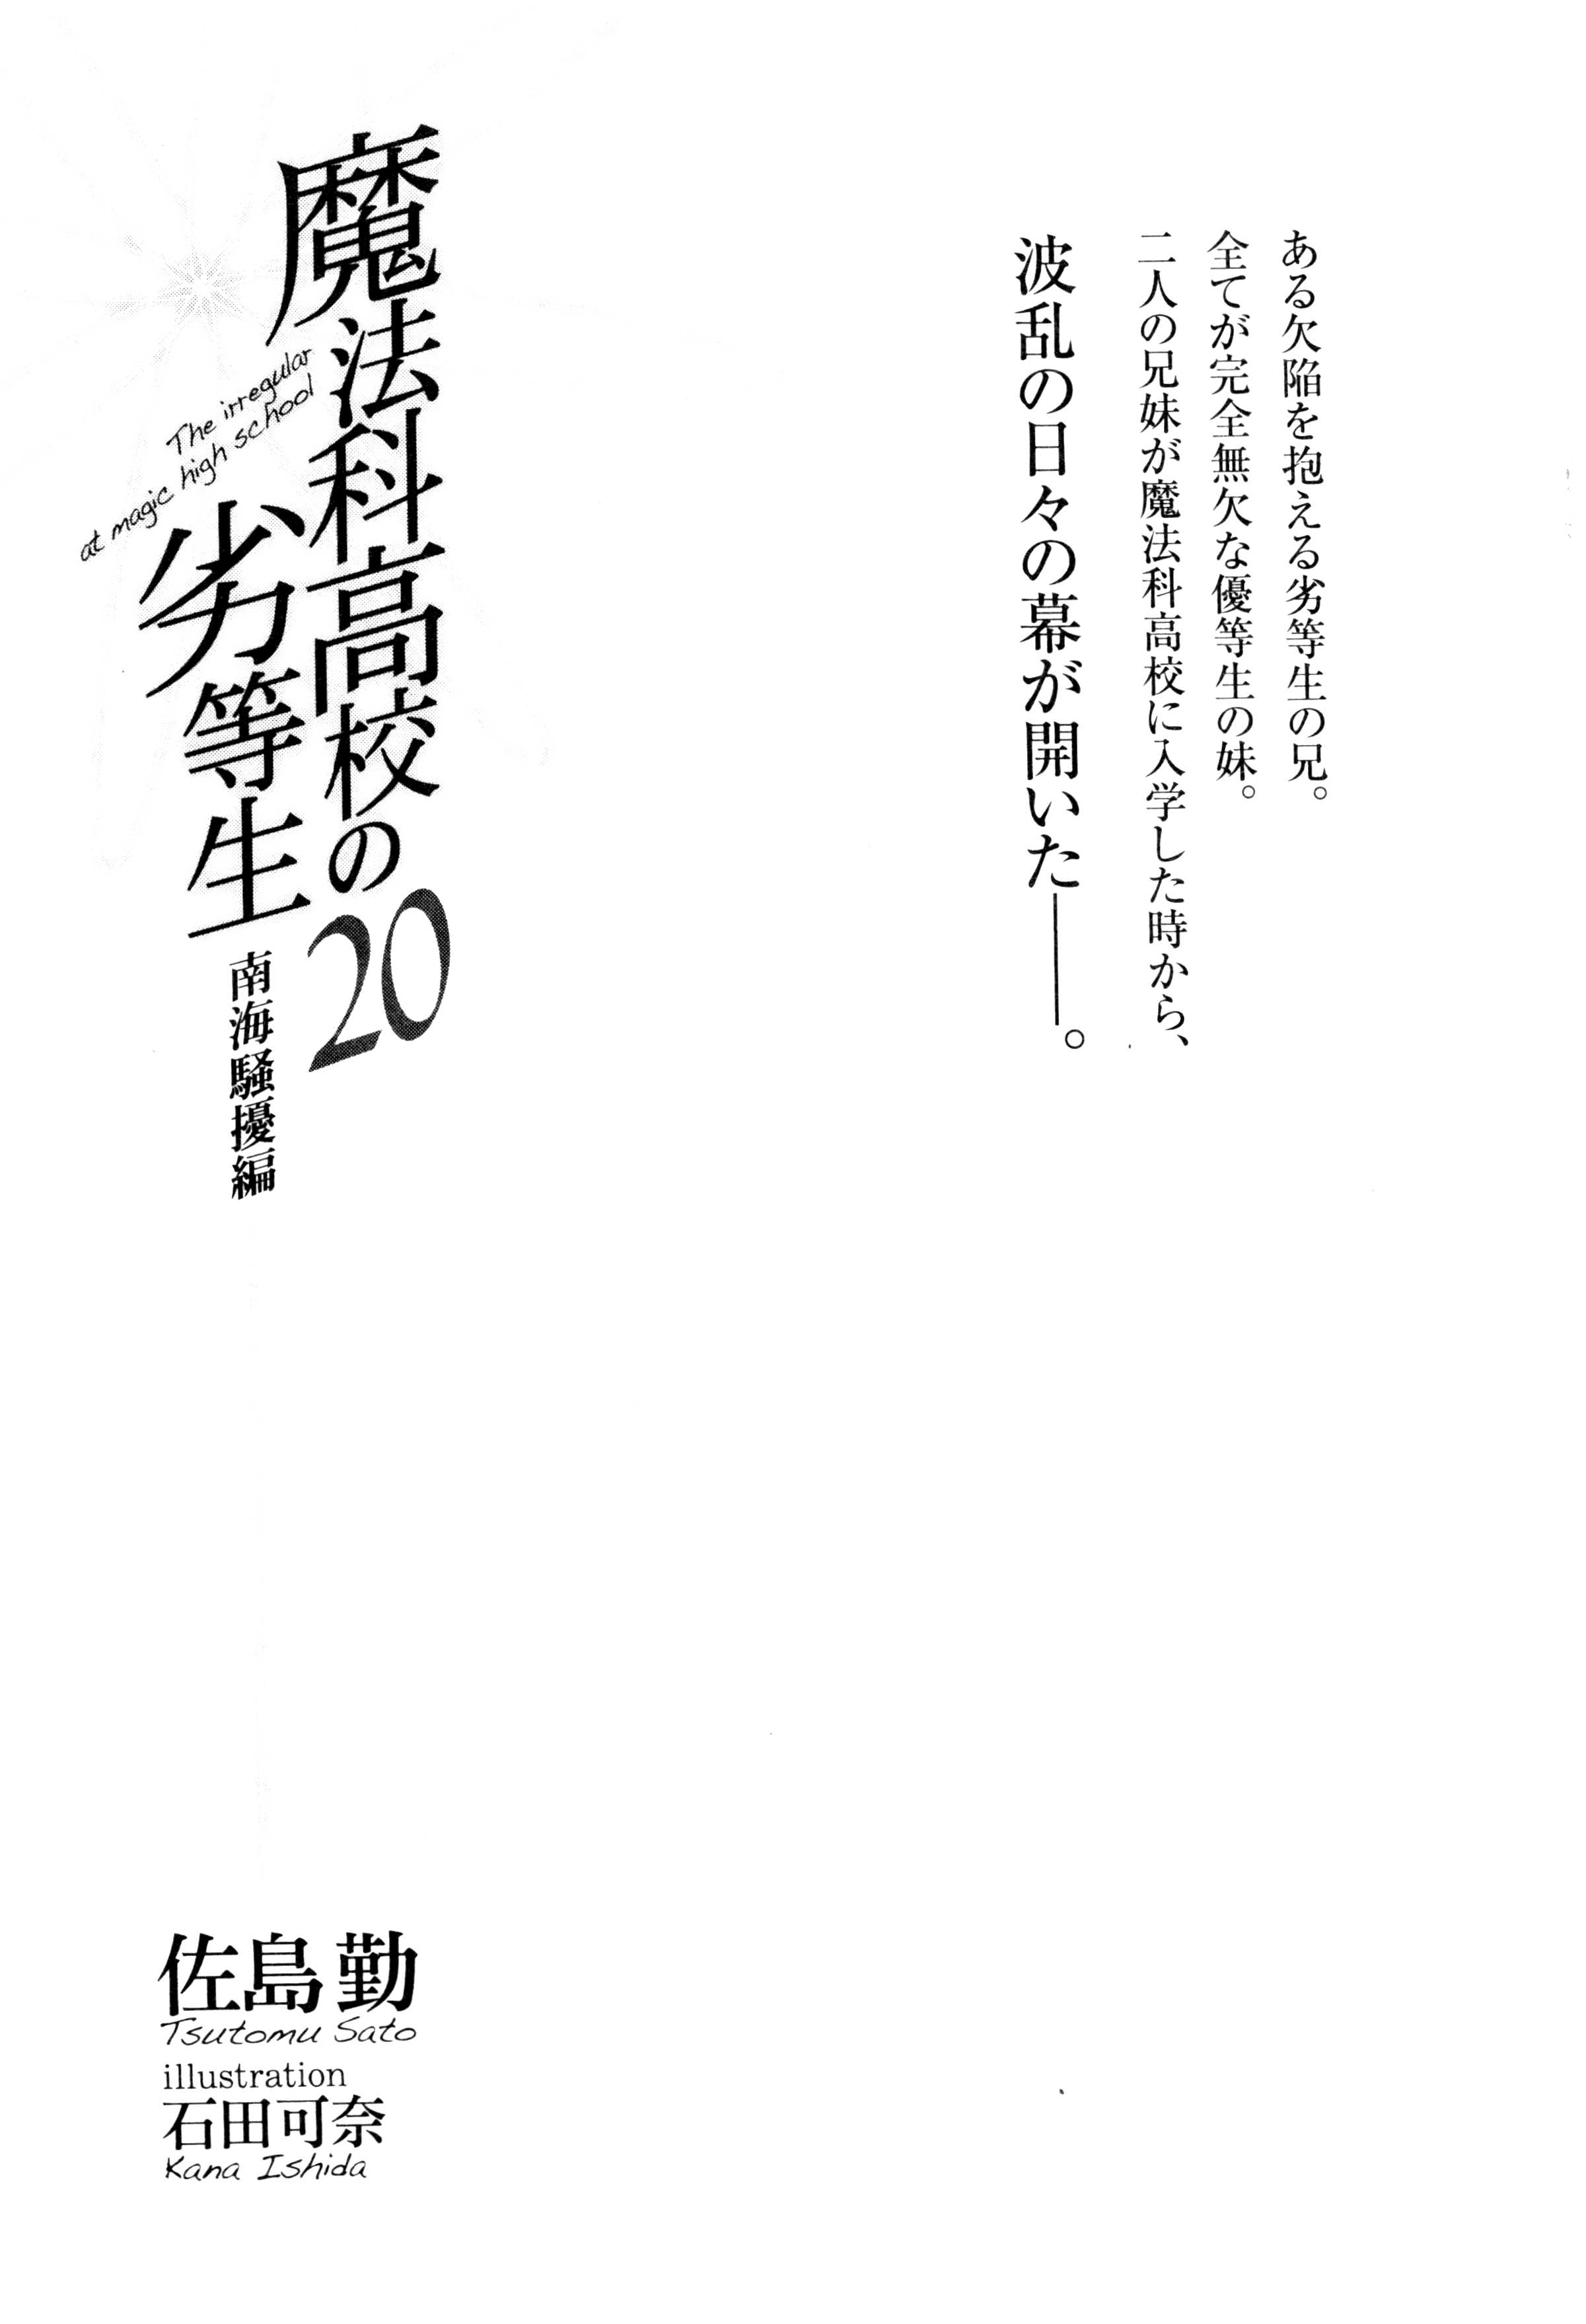 ある欠陥を抱える劣等生の兄。
全てが完全無欠な優等生の妹。
二人の兄妹が魔法科高校に入学した時から、
波乱の日々の幕が開いた――。
魔法科高校の
劣等生
20
The irregular
at magic high school
南海騒擾編
佐島 勤
Tsutomu Sato
illustration
石田可奈
Kana Ishida